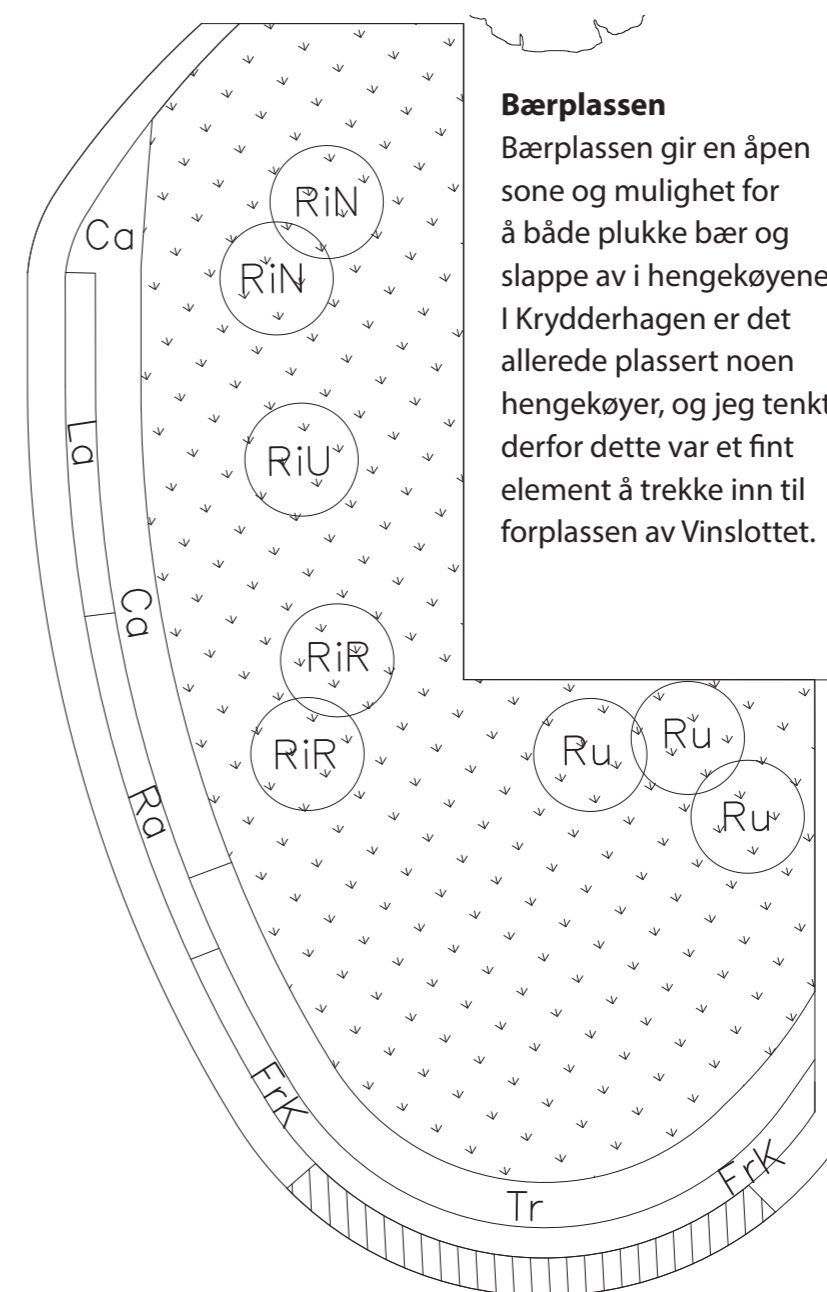 Bærplassen
Bærplassen gir en åpen
sone og mulighet for
å både plukke bær og
slappe av i hengekøyene
I Krydderhagen er det
allerede plassert noen
hengekøyer, og jeg tenkt
derfor dette var et fint
element å trekke inn til
forplassen av Vinslottet.
RiN
Ca
RiN
La
RiU
Ca
RiR
RiR
Ru
Ru
Ra
Ru
FrK
FrK
Tr